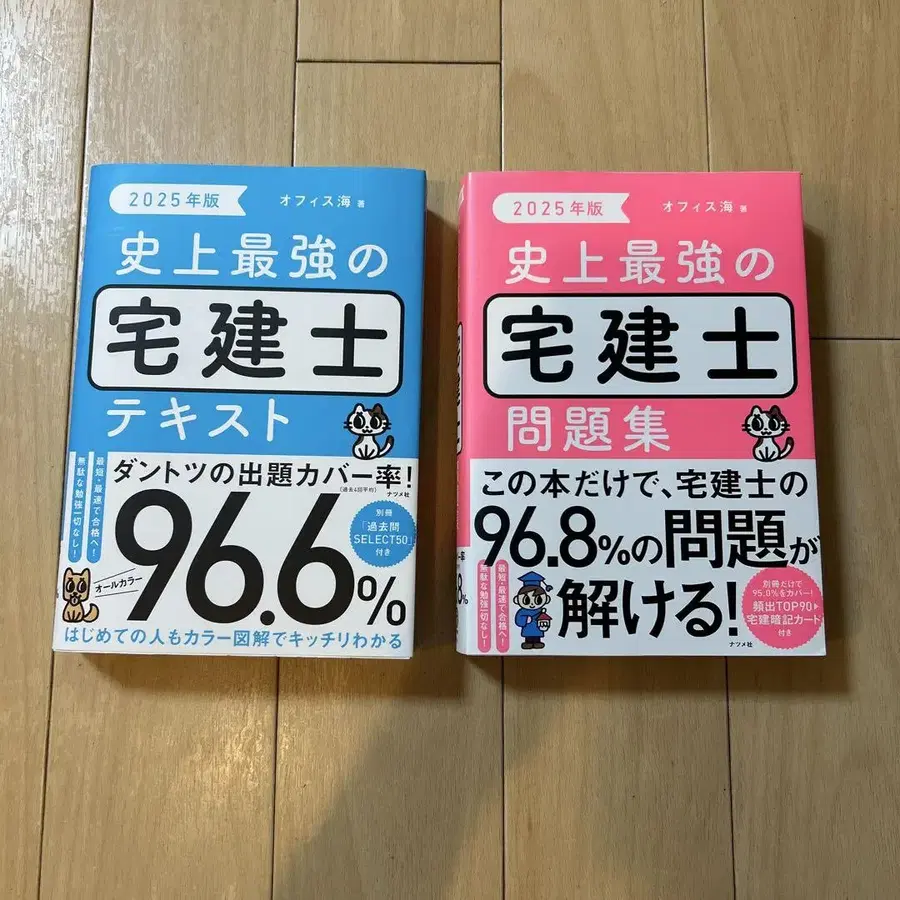 2025年版
オフィス海 著
史上最強の
宅建士
テキスト
ダントツの出題カバー率!
(過去4回平均)
ナツメ社
最短・最速で合格へ!
無駄な勉強一切なし!
96.6%
別冊
「過去問
SELECT50」
付き
オールカラー
はじめての人もカラー図解でキッチリわかる
2025年版
オフィス海 著
史上最強の
宅建士
問題集
この本だけで、宅建士の
96.8%の問題が
解ける!
最短・最速で合格へ!
無駄な勉強一切なし!
別冊だけで
95.0%をカバー!
頻出TOP90
宅建暗記カード
付き
ナツメ社